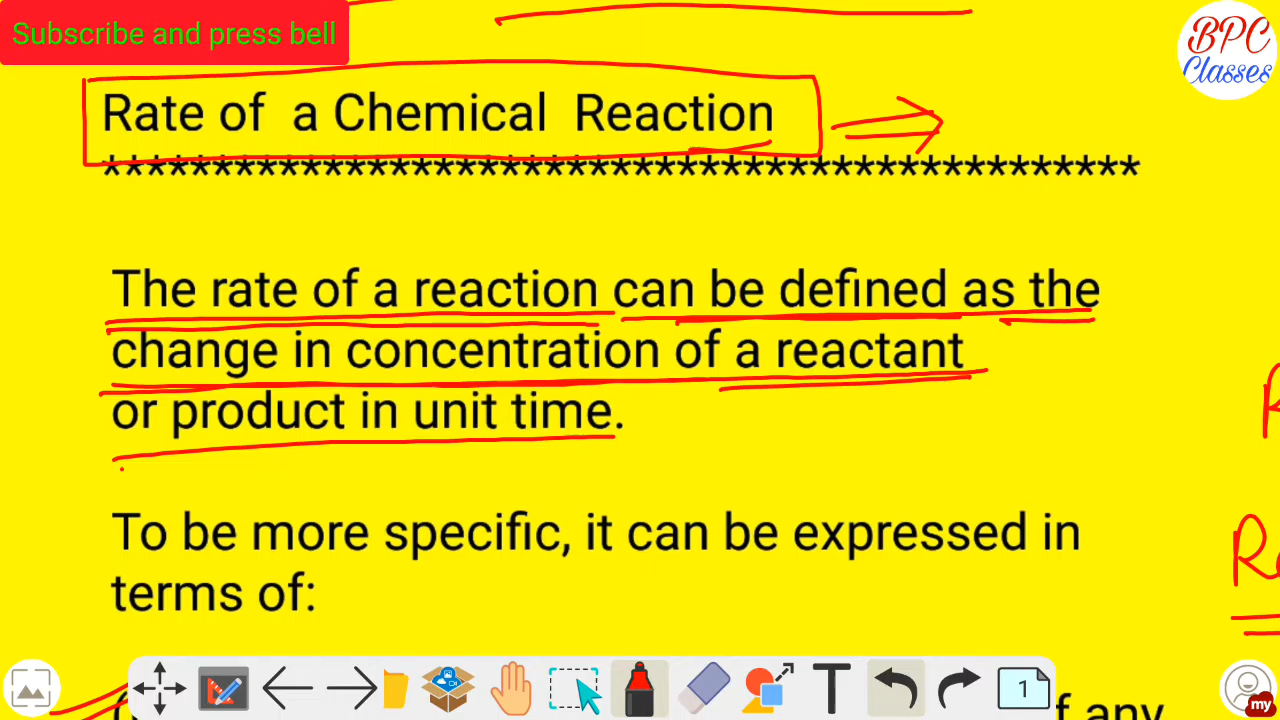 Subscribe and press bell
BPC
Classes
Rate of a Chemical Reaction
***********************************************
The rate of a reaction can be defined as the
change in concentration of a reactant
or product in unit time.
To be more specific, it can be expressed in
terms of:
any
T
1
my